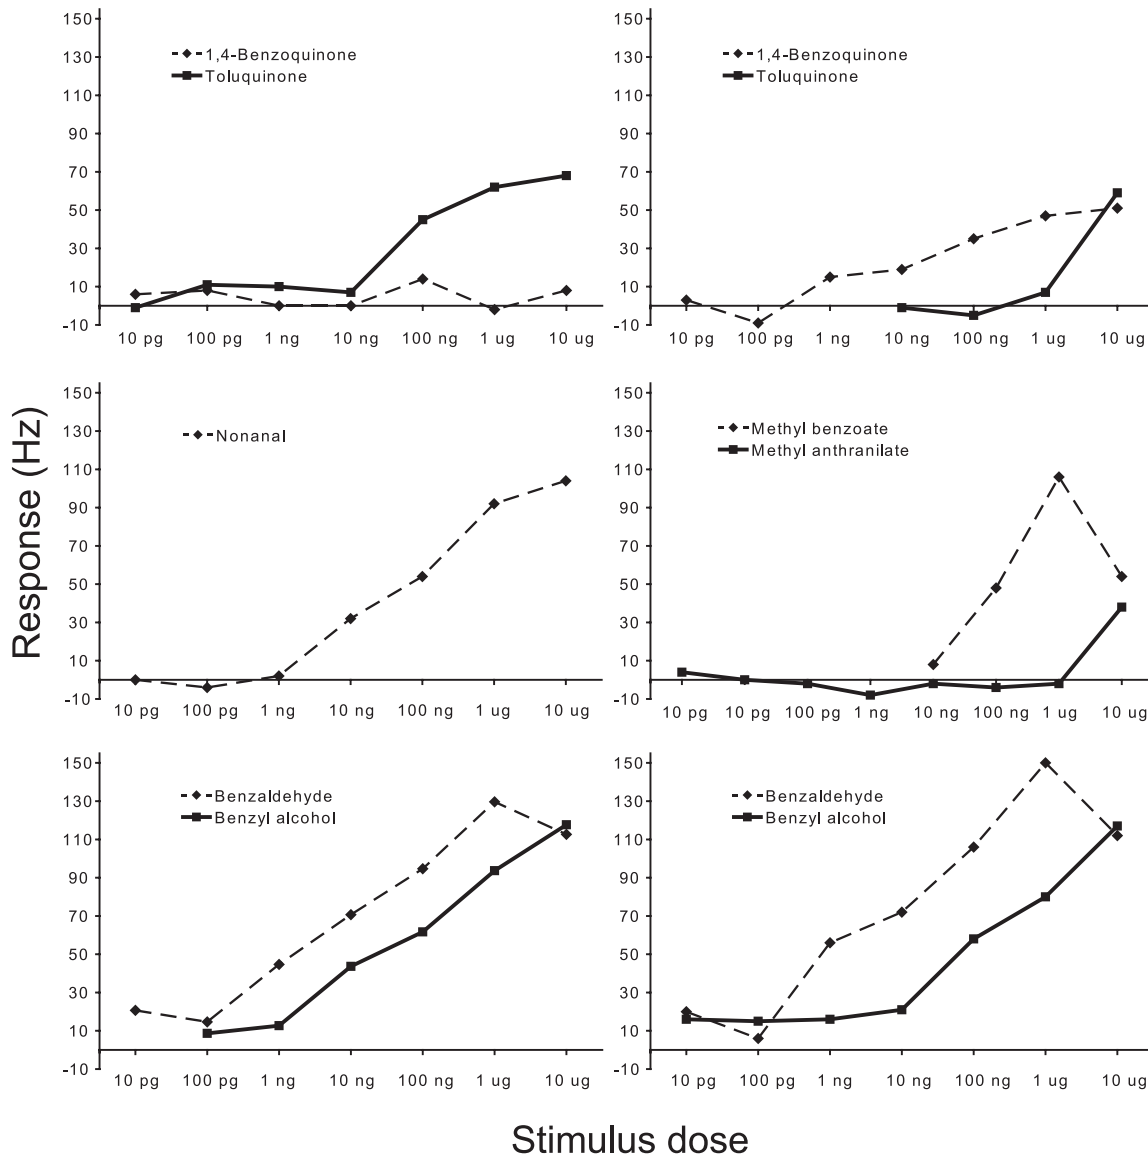 150
130
110
90
70
50
30
10
-10
1,4-Benzoquinone
Toluquinone
10 pg 100 pg 1 ng 10 ng 100 ng 1 ug 10 ug
150
130
110
90
70
50
30
10
-10
1,4-Benzoquinone
Toluquinone
10 pg 100 pg 1 ng 10 ng 100 ng 1 ug 10 ug
Response (Hz)
150
130
110
90
70
50
30
10
-10
Nonanal
10 pg 100 pg 1 ng 10 ng 100 ng 1 ug 10 ug
150
130
110
90
70
50
30
10
-10
Methyl benzoate
Methyl anthranilate
10 pg 10 pg 100 pg 1 ng 10 ng 100 ng 1 ug 10 ug
150
130
110
90
70
50
30
10
-10
Benzaldehyde
Benzyl alcohol
10 pg 100 pg 1 ng 10 ng 100 ng 1 ug 10 ug
150
130
110
90
70
50
30
10
-10
Benzaldehyde
Benzyl alcohol
10 pg 100 pg 1 ng 10 ng 100 ng 1 ug 10 ug
Stimulus dose